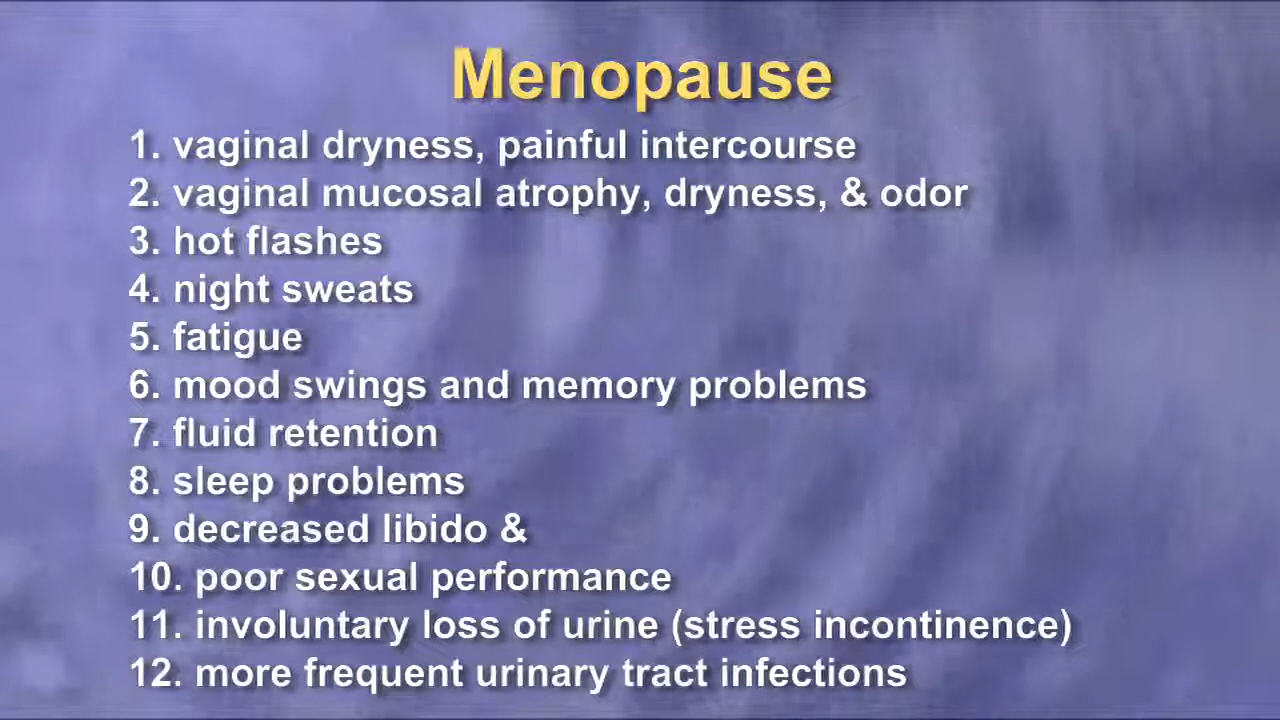 Menopause
1. vaginal dryness, painful intercourse
2. vaginal mucosal atrophy, dryness, & odor
3. hot flashes
4. night sweats
5. fatigue
6. mood swings and memory problems
7. fluid retention
8. sleep problems
9. decreased libido &
10. poor sexual performance
11. involuntary loss of urine (stress incontinence)
12. more frequent urinary tract infections